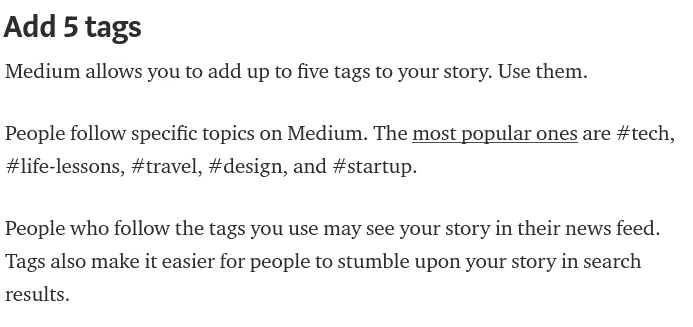 Add 5 tags
Medium allows you to add up to five tags to your story. Use them.
People follow specific topics on Medium. The most popular ones are #tech,
#life-lessons, #travel, #design, and #startup.
People who follow the tags you use may see your story in their news feed.
Tags also make it easier for people to stumble upon your story in search
results.